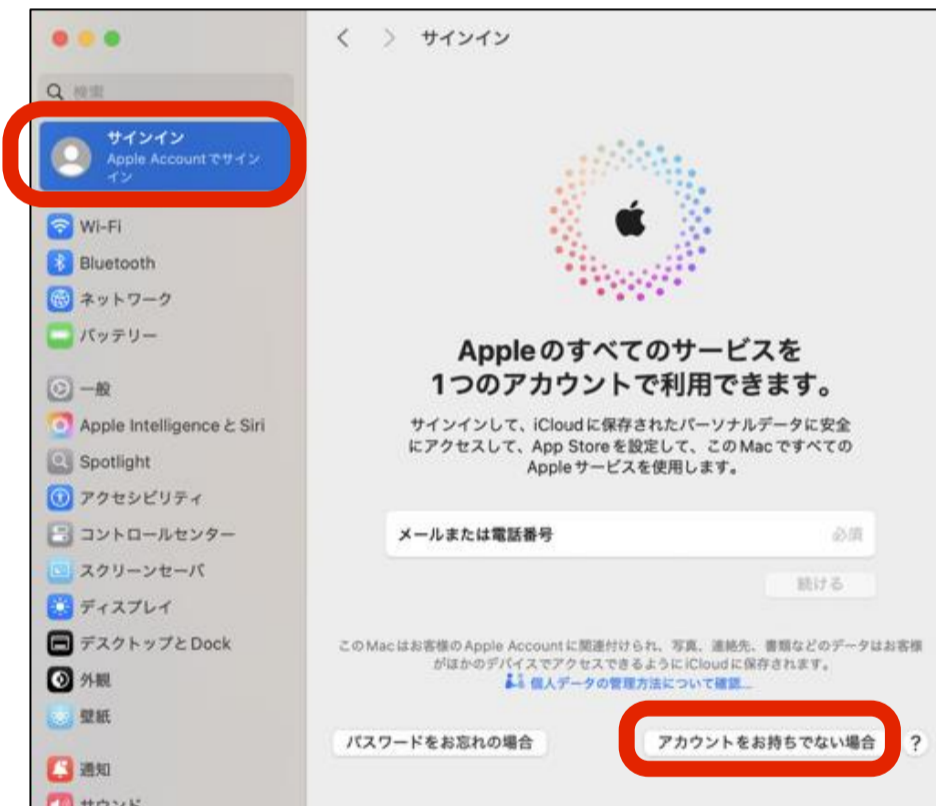 サインイン
検索
サインイン
Apple Accountでサイン
イン
Wi-Fi
Bluetooth
ネットワーク
バッテリー
一般
Apple Intelligence と Siri
Spotlight
アクセシビリティ
コントロールセンター
スクリーンセーバ
ディスプレイ
デスクトップと Dock
外観
壁紙
通知
サウンド
Appleのすべてのサービスを
1つのアカウントで利用できます。
サインインして、iCloudに保存されたパーソナルデータに安全
にアクセスして、App Storeを設定して、このMacですべての
Appleサービスを使用します。
メールまたは電話番号 必須
続ける
このMacはお客様のApple Accountに関連付けられ、写真、連絡先、書類などのデータはお客様
がほかのデバイスでアクセスできるようにiCloudに保存されます。
個人データの管理方法について確認...
パスワードをお忘れの場合
アカウントをお持ちでない場合
?